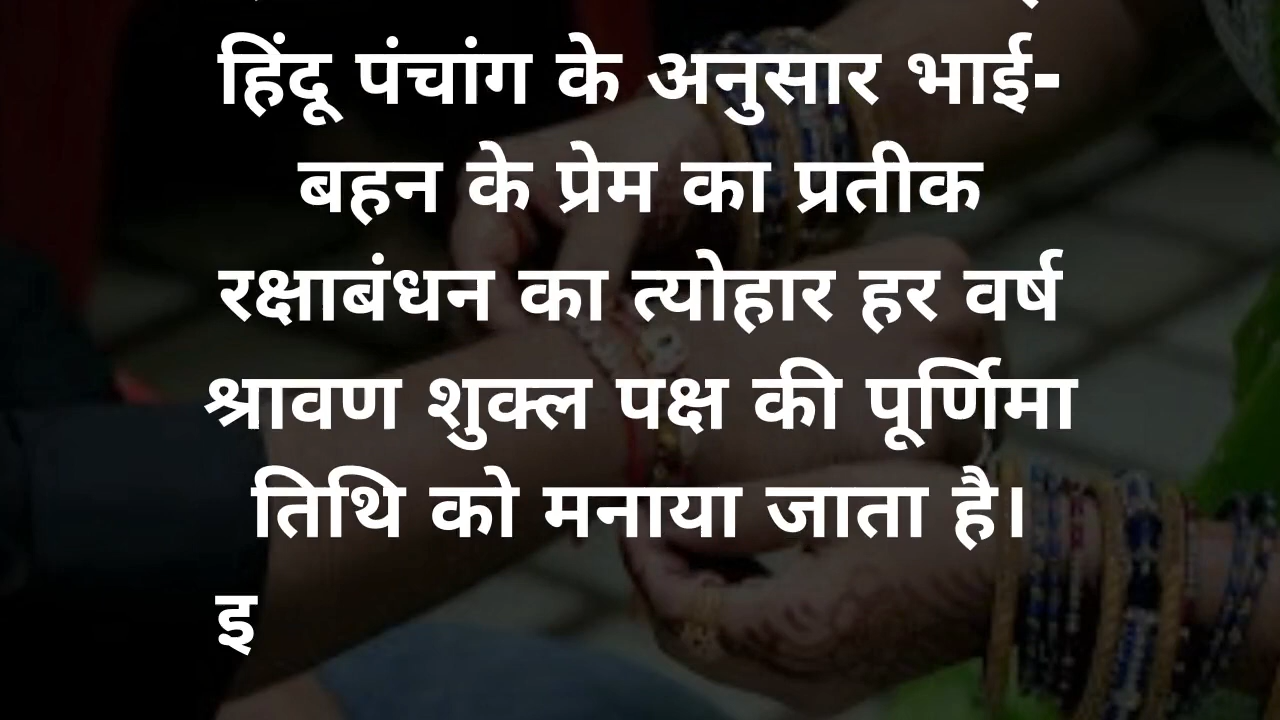 हिंदू पंचांग के अनुसार भाई-
बहन के प्रेम का प्रतीक
रक्षाबंधन का त्योहार हर वर्ष
श्रावण शुक्ल पक्ष की पूर्णिमा
तिथि को मनाया जाता है।
इ